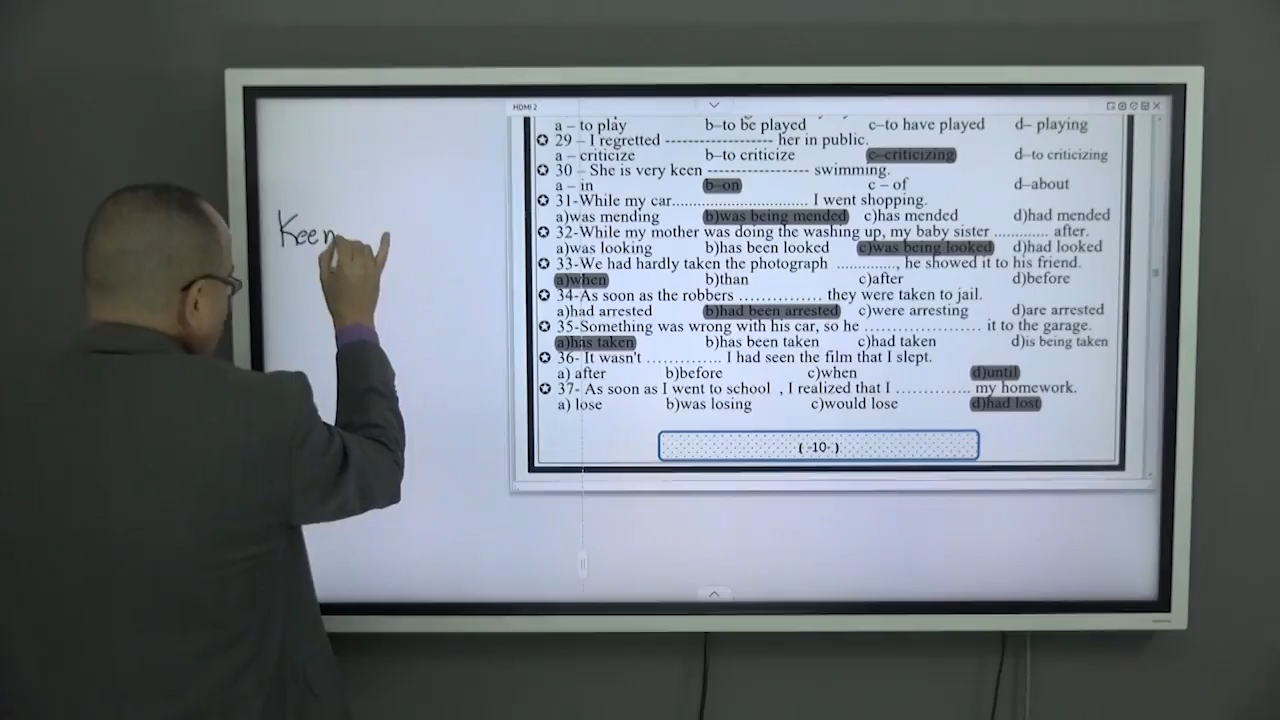 HDMI 2
Keen
a – to play b–to be played c–to have played d– playing
29 – I regretted ------------------ her in public.
a – criticize b–to criticize c–criticizing d–to criticizing
30 – She is very keen ----------------- swimming.
a – in b–on c – of d–about
31-While my car............................. I went shopping.
a)was mending b)was being mended c)has mended d)had mended
32-While my mother was doing the washing up, my baby sister ............ after.
a)was looking b)has been looked c)was being looked d)had looked
33-We had hardly taken the photograph ............., he showed it to his friend.
a)when b)than c)after d)before
34-As soon as the robbers ............... they were taken to jail.
a)had arrested b)had been arrested c)were arresting d)are arrested
35-Something was wrong with his car, so he ..................... it to the garage.
a)has taken b)has been taken c)had taken d)is being taken
36- It wasn't .............. I had seen the film that I slept.
a) after b)before c)when d)until
37- As soon as I went to school , I realized that I .............. my homework.
a) lose b)was losing c)would lose d)had lost
( -10- )